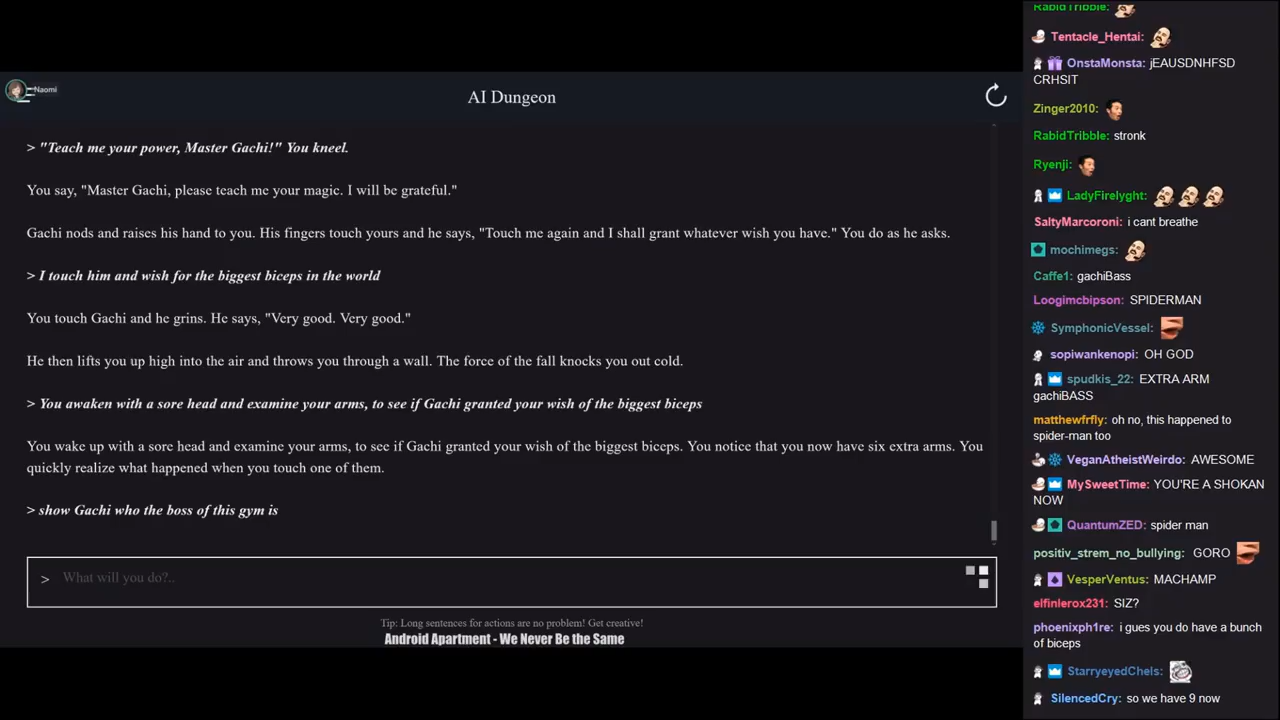 Naomi
AI Dungeon
> "Teach me your power, Master Gachi!" You kneel.
You say, "Master Gachi, please teach me your magic. I will be grateful."
Gachi nods and raises his hand to you. His fingers touch yours and he says, "Touch me again and I shall grant whatever wish you have." You do as he asks.
> I touch him and wish for the biggest biceps in the world
You touch Gachi and he grins. He says, "Very good. Very good."
He then lifts you up high into the air and throws you through a wall. The force of the fall knocks you out cold.
> You awaken with a sore head and examine your arms, to see if Gachi granted your wish of the biggest biceps
You wake up with a sore head and examine your arms, to see if Gachi granted your wish of the biggest biceps. You notice that you now have six extra arms. You
quickly realize what happened when you touch one of them.
> show Gachi who the boss of this gym is
> What will you do?..
Tip: Long sentences for actions are no problem! Get creative!
Android Apartment - We Never Be the Same
RabidTribble:
Tentacle_Hentai:
OnstaMonsta: jEAUSDNHFSD
CRHSIT
Zinger2010:
RabidTribble: stronk
Ryenji:
LadyFirelyght:
SaltyMarcoroni: i cant breathe
mochimegs:
Caffe1: gachiBass
Loogimcbipson: SPIDERMAN
SymphonicVessel:
sopiwankenopi: OH GOD
spudkis_22: EXTRA ARM
gachiBASS
matthewfrfly: oh no, this happened to
spider-man too
VeganAtheistWeirdo: AWESOME
MySweetTime: YOU'RE A SHOKAN
NOW
QuantumZED: spider man
positiv_strem_no_bullying: GORO
VesperVentus: MACHAMP
elfinierox231: SIZ?
phoenixph1re: i gues you do have a bunch
of biceps
StarryeyedCheis:
SilencedCry: so we have 9 now